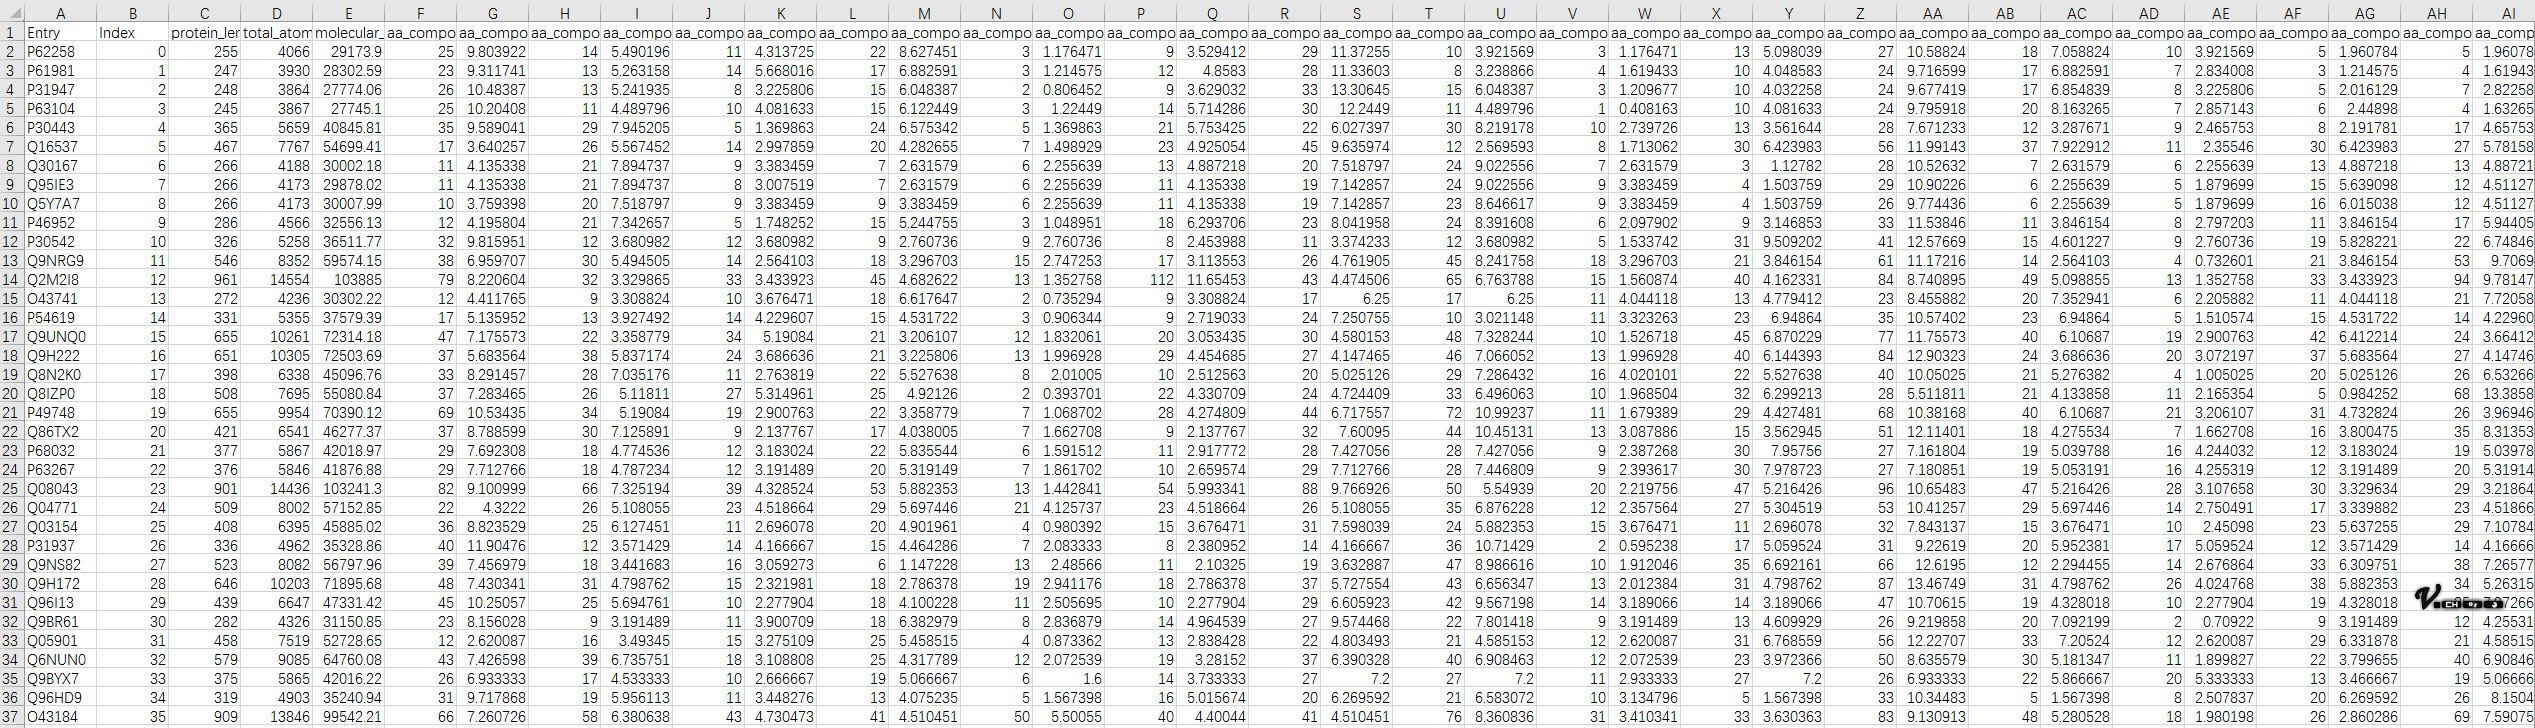 A B C D E F G H I J K L M N O P Q R S T U V W X Y Z AA AB AC AD AE AF AG AH AI
1 Entry Index protein_ler total_atom molecular_ aa_compo aa_compo aa_compo aa_compo aa_compo aa_compo aa_compo aa_compo aa_compo aa_compo aa_compo aa_compo aa_compo aa_compo aa_compo aa_compo aa_compo aa_compo aa_compo aa_compo aa_compo aa_compo aa_compo aa_compo aa_compo aa_compo aa_compo aa_compo aa_compo aa_comp
2 P62258 0 255 4066 29173.9 25 9.803922 14 5.490196 11 4.313725 22 8.627451 3 1.176471 9 3.529412 29 11.37255 10 3.921569 3 1.176471 13 5.098039 27 10.58824 18 7.058824 10 3.921569 5 1.960784 5 1.96078
3 P61981 1 247 3930 28302.59 23 9.311741 13 5.263158 14 5.668016 17 6.882591 3 1.214575 12 4.8583 28 11.33603 8 3.238866 4 1.619433 10 4.048583 24 9.716599 17 6.882591 7 2.834008 3 1.214575 4 1.61943
4 P31947 2 248 3864 27774.06 26 10.48387 13 5.241935 8 3.225806 15 6.048387 2 0.806452 9 3.629032 33 13.30645 15 6.048387 3 1.209677 10 4.032258 24 9.677419 17 6.854839 8 3.225806 5 2.016129 7 2.82258
5 P63104 3 245 3867 27745.1 25 10.20408 11 4.489796 10 4.081633 15 6.122449 3 1.22449 14 5.714286 30 12.2449 11 4.489796 1 0.408163 10 4.081633 24 9.795918 20 8.163265 7 2.857143 6 2.44898 4 1.63265
6 P30443 4 365 5659 40845.81 35 9.589041 29 7.945205 5 1.369863 24 6.575342 5 1.369863 21 5.753425 22 6.027397 30 8.219178 10 2.739726 13 3.561644 28 7.671233 12 3.287671 9 2.465753 8 2.191781 17 4.65753
7 Q16537 5 467 7767 54699.41 17 3.640257 26 5.567452 14 2.997859 20 4.282655 7 1.498929 23 4.925054 45 9.635974 12 2.569593 8 1.713062 30 6.423983 56 11.99143 37 7.922912 11 2.35546 30 6.423983 27 5.78158
8 Q30167 6 266 4188 30002.18 11 4.135338 21 7.894737 9 3.383459 7 2.631579 6 2.255639 13 4.887218 20 7.518797 24 9.022556 7 2.631579 3 1.12782 28 10.52632 7 2.631579 6 2.255639 13 4.887218 13 4.88721
9 Q95IE3 7 266 4173 29878.02 11 4.135338 21 7.894737 8 3.007519 7 2.631579 6 2.255639 11 4.135338 19 7.142857 24 9.022556 9 3.383459 4 1.503759 29 10.90226 6 2.255639 5 1.879699 15 5.639098 12 4.51127
10 Q5Y7A7 8 266 4173 30007.99 10 3.759398 20 7.518797 9 3.383459 9 3.383459 6 2.255639 11 4.135338 19 7.142857 23 8.646617 9 3.383459 4 1.503759 26 9.774436 6 2.255639 5 1.879699 16 6.015038 12 4.51127
11 P46952 9 286 4566 32556.13 12 4.195804 21 7.342657 5 1.748252 15 5.244755 3 1.048951 18 6.293706 23 8.041958 24 8.391608 6 2.097902 9 3.146853 33 11.53846 11 3.846154 8 2.797203 11 3.846154 17 5.94405
12 P30542 10 326 5258 36511.77 32 9.815951 12 3.680982 12 3.680982 9 2.760736 9 2.760736 8 2.453988 11 3.374233 12 3.680982 5 1.533742 31 9.509202 41 12.57669 15 4.601227 9 2.760736 19 5.828221 22 6.74846
13 Q9NRG9 11 546 8352 59574.15 38 6.959707 30 5.494505 14 2.564103 18 3.296703 15 2.747253 17 3.113553 26 4.761905 45 8.241758 18 3.296703 21 3.846154 61 11.17216 14 2.564103 4 0.732601 21 3.846154 53 9.7069
14 Q2M2I8 12 961 14554 103885 79 8.220604 32 3.329865 33 3.433923 45 4.682622 13 1.352758 112 11.65453 43 4.474506 65 6.763788 15 1.560874 40 4.162331 84 8.740895 49 5.098855 13 1.352758 33 3.433923 94 9.78147
15 O43741 13 272 4236 30302.22 12 4.411765 9 3.308824 10 3.676471 18 6.617647 2 0.735294 9 3.308824 17 6.25 17 6.25 11 4.044118 13 4.779412 23 8.455882 20 7.352941 6 2.205882 11 4.044118 21 7.72058
16 P54619 14 331 5355 37579.39 17 5.135952 13 3.927492 14 4.229607 15 4.531722 3 0.906344 9 2.719033 24 7.250755 10 3.021148 11 3.323263 23 6.94864 35 10.57402 23 6.94864 5 1.510574 15 4.531722 14 4.22960
17 Q9UNQ0 15 655 10261 72314.18 47 7.175573 22 3.358779 34 5.19084 21 3.206107 12 1.832061 20 3.053435 30 4.580153 48 7.328244 10 1.526718 45 6.870229 77 11.75573 40 6.10687 19 2.900763 42 6.412214 24 3.66412
18 Q9H222 16 651 10305 72503.69 37 5.683564 38 5.837174 24 3.686636 21 3.225806 13 1.996928 29 4.454685 27 4.147465 46 7.066052 13 1.996928 40 6.144393 84 12.90323 24 3.686636 20 3.072197 37 5.683564 27 4.14746
19 Q8N2K0 17 398 6338 45096.76 33 8.291457 28 7.035176 11 2.763819 22 5.527638 8 2.01005 10 2.512563 20 5.025126 29 7.286432 16 4.020101 22 5.527638 40 10.05025 21 5.276382 4 1.005025 20 5.025126 26 6.53266
20 Q8IZP0 18 508 7695 55080.84 37 7.283465 26 5.11811 27 5.314961 25 4.92126 2 0.393701 22 4.330709 24 4.724409 33 6.496063 10 1.968504 32 6.299213 28 5.511811 21 4.133858 11 2.165354 5 0.984252 68 13.3858
21 P49748 19 655 9954 70390.12 69 10.53435 34 5.19084 19 2.900763 22 3.358779 7 1.068702 28 4.274809 44 6.717557 72 10.99237 11 1.679389 29 4.427481 68 10.38168 40 6.10687 21 3.206107 31 4.732824 26 3.96946
22 Q86TX2 20 421 6541 46277.37 37 8.788599 30 7.125891 9 2.137767 17 4.038005 7 1.662708 9 2.137767 32 7.60095 44 10.45131 13 3.087886 15 3.562945 51 12.11401 18 4.275534 7 1.662708 16 3.800475 35 8.31353
23 P68032 21 377 5867 42018.97 29 7.692308 18 4.774536 12 3.183024 22 5.835544 6 1.591512 11 2.917772 28 7.427056 28 7.427056 9 2.387268 30 7.95756 27 7.161804 19 5.039788 16 4.244032 12 3.183024 19 5.03978
24 P63267 22 376 5846 41876.88 29 7.712766 18 4.787234 12 3.191489 20 5.319149 7 1.861702 10 2.659574 29 7.712766 28 7.446809 9 2.393617 30 7.978723 27 7.180851 19 5.053191 16 4.255319 12 3.191489 20 5.31914
25 Q08043 23 901 14436 103241.3 82 9.100999 66 7.325194 39 4.328524 53 5.882353 13 1.442841 54 5.993341 88 9.766926 50 5.54939 20 2.219756 47 5.216426 96 10.65483 47 5.216426 28 3.107658 30 3.329634 29 3.21864
26 Q04771 24 509 8002 57152.85 22 4.3222 26 5.108055 23 4.518664 29 5.697446 21 4.125737 23 4.518664 26 5.108055 35 6.876228 12 2.357564 27 5.304519 53 10.41257 29 5.697446 14 2.750491 17 3.339882 23 4.51866
27 Q03154 25 408 6395 45885.02 36 8.823529 25 6.127451 11 2.696078 20 4.901961 4 0.980392 15 3.676471 31 7.598039 24 5.882353 15 3.676471 11 2.696078 32 7.843137 15 3.676471 10 2.45098 23 5.637255 29 7.10784
28 P31937 26 336 4962 35328.86 40 11.90476 12 3.571429 14 4.166667 15 4.464286 7 2.083333 8 2.380952 14 4.166667 36 10.71429 2 0.595238 17 5.059524 31 9.22619 20 5.952381 17 5.059524 12 3.571429 14 4.16666
29 Q9NS82 27 523 8082 56797.96 39 7.456979 18 3.441683 16 3.059273 6 1.147228 13 2.48566 11 2.10325 19 3.632887 47 8.986616 10 1.912046 35 6.692161 66 12.6195 12 2.294455 14 2.676864 33 6.309751 38 7.26577
30 Q9H172 28 646 10203 71895.68 48 7.430341 31 4.798762 15 2.321981 18 2.786378 19 2.941176 18 2.786378 37 5.727554 43 6.656347 13 2.012384 31 4.798762 87 13.46749 31 4.798762 26 4.024768 38 5.882353 34 5.26315
31 Q96I13 29 439 6647 47331.42 45 10.25057 25 5.694761 10 2.277904 18 4.100228 11 2.505695 10 2.277904 29 6.605923 42 9.567198 14 3.189066 14 3.189066 47 10.70615 19 4.328018 10 2.277904 19 4.328018
32 Q9BR61 30 282 4326 31150.85 23 8.156028 9 3.191489 11 3.900709 18 6.382979 8 2.836879 14 4.964539 27 9.574468 22 7.801418 9 3.191489 13 4.609929 26 9.219858 20 7.092199 2 0.70922 9 3.191489 12 4.25531
33 Q05901 31 458 7519 52728.65 12 2.620087 16 3.49345 15 3.275109 25 5.458515 4 0.873362 13 2.838428 22 4.803493 21 4.585153 12 2.620087 31 6.768559 56 12.22707 33 7.20524 12 2.620087 29 6.331878 21 4.58515
34 Q6NUN0 32 579 9085 64760.08 43 7.426598 39 6.735751 18 3.108808 25 4.317789 12 2.072539 19 3.28152 37 6.390328 40 6.908463 12 2.072539 23 3.972366 50 8.635579 30 5.181347 11 1.899827 22 3.799655 40 6.90846
35 Q9BYX7 33 375 5865 42016.22 26 6.933333 17 4.533333 10 2.666667 19 5.066667 6 1.6 14 3.733333 27 7.2 27 7.2 11 2.933333 27 7.2 26 6.933333 22 5.866667 20 5.333333 13 3.466667 19 5.06666
36 Q96HD9 34 319 4903 35240.94 31 9.717868 19 5.956113 11 3.448276 13 4.075235 5 1.567398 16 5.015674 20 6.269592 21 6.583072 10 3.134796 5 1.567398 33 10.34483 5 1.567398 8 2.507837 20 6.269592 26 8.1504
37 O43184 35 909 13846 99542.21 66 7.260726 58 6.380638 43 4.730473 41 4.510451 50 5.50055 40 4.40044 41 4.510451 76 8.360836 31 3.410341 33 3.630363 83 9.130913 48 5.280528 18 1.980198 26 2.860286 69 7.59075